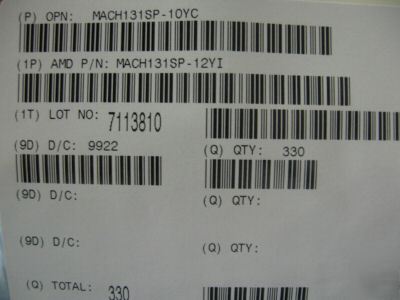 (P) OPN: MACH131SP-10YC
(1P) AMD P/N: MACH131SP-12YI
(1T) LOT NO: 7113810
(9D) D/C: 9922 (Q) QTY: 330
(9D) D/C: (Q) QTY:
(9D) D/C: (Q) QTY:
(Q) TOTAL: 330